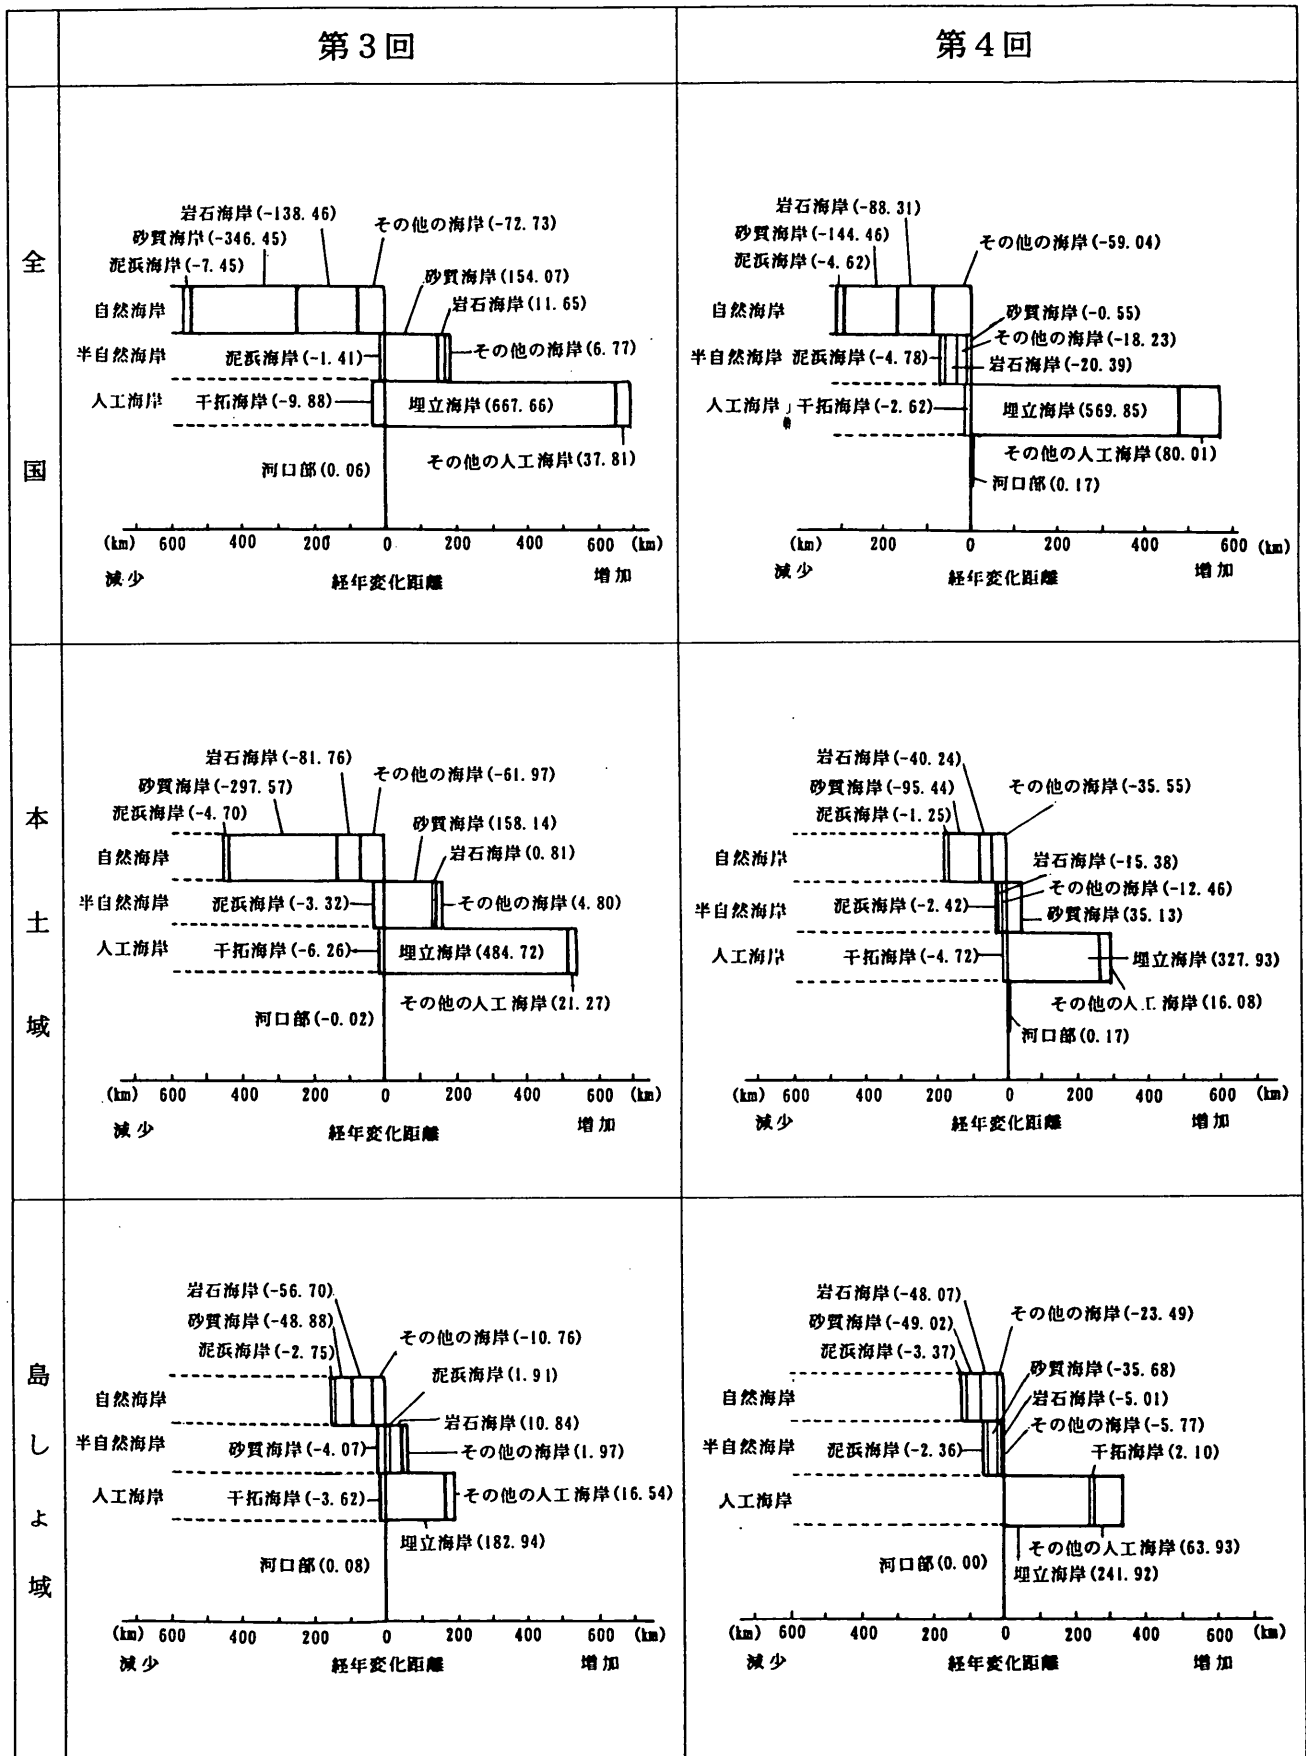 第3回
第4回
全国
岩石海岸(-138.46)
その他の海岸(-72.73)
砂質海岸(-346.45)
泥浜海岸(-7.45)
砂質海岸(154.07)
岩石海岸(11.65)
自然海岸
半自然海岸
泥浜海岸(-1.41)
その他の海岸(6.77)
人工海岸
干拓海岸(-9.88)
埋立海岸(667.66)
その他の人工海岸(37.81)
河口部(0.06)
(km) 600 400 200 0 200 400 600 (km)
減少 経年変化距離 増加
岩石海岸(-88.31)
砂質海岸(-144.46)
その他の海岸(-59.04)
泥浜海岸(-4.62)
自然海岸
砂質海岸(-0.55)
その他の海岸(-18.23)
半自然海岸 泥浜海岸(-4.78)
岩石海岸(-20.39)
人工海岸 干拓海岸(-2.62)
埋立海岸(569.85)
その他の人工海岸(80.01)
河口部(0.17)
(km) 200 0 200 400 600 (km)
減少 経年変化距離 増加
本土域
岩石海岸(-81.76)
その他の海岸(-61.97)
砂質海岸(-297.57)
泥浜海岸(-4.70)
砂質海岸(158.14)
自然海岸
岩石海岸(0.81)
半自然海岸
泥浜海岸(-3.32)
その他の海岸(4.80)
人工海岸
干拓海岸(-6.26)
埋立海岸(484.72)
その他の人工海岸(21.27)
河口部(-0.02)
(km) 600 400 200 0 200 400 600 (km)
減少 経年変化距離 増加
岩石海岸(-40.24)
砂質海岸(-95.44)
その他の海岸(-35.55)
泥浜海岸(-1.25)
自然海岸
岩石海岸(-15.38)
その他の海岸(-12.46)
半自然海岸
泥浜海岸(-2.42)
砂質海岸(35.13)
人工海岸
干拓海岸(-4.72)
埋立海岸(327.93)
その他の人工海岸(16.08)
河口部(0.17)
(km) 600 400 200 0 200 400 600 (km)
減少 経年変化距離 増加
島しょ域
岩石海岸(-56.70)
砂質海岸(-48.88)
その他の海岸(-10.76)
泥浜海岸(-2.75)
泥浜海岸(1.91)
自然海岸
岩石海岸(10.84)
半自然海岸
砂質海岸(-4.07)
その他の海岸(1.97)
人工海岸
干拓海岸(-3.62)
その他の人工海岸(16.54)
埋立海岸(182.94)
河口部(0.08)
(km) 600 400 200 0 200 400 600 (km)
減少 経年変化距離 増加
岩石海岸(-48.07)
砂質海岸(-49.02)
その他の海岸(-23.49)
泥浜海岸(-3.37)
砂質海岸(-35.68)
自然海岸
岩石海岸(-5.01)
その他の海岸(-5.77)
半自然海岸
泥浜海岸(-2.36)
干拓海岸(2.10)
人工海岸
その他の人工海岸(63.93)
河口部(0.00)
埋立海岸(241.92)
(km) 600 400 200 0 200 400 600 (km)
減少 経年変化距離 増加